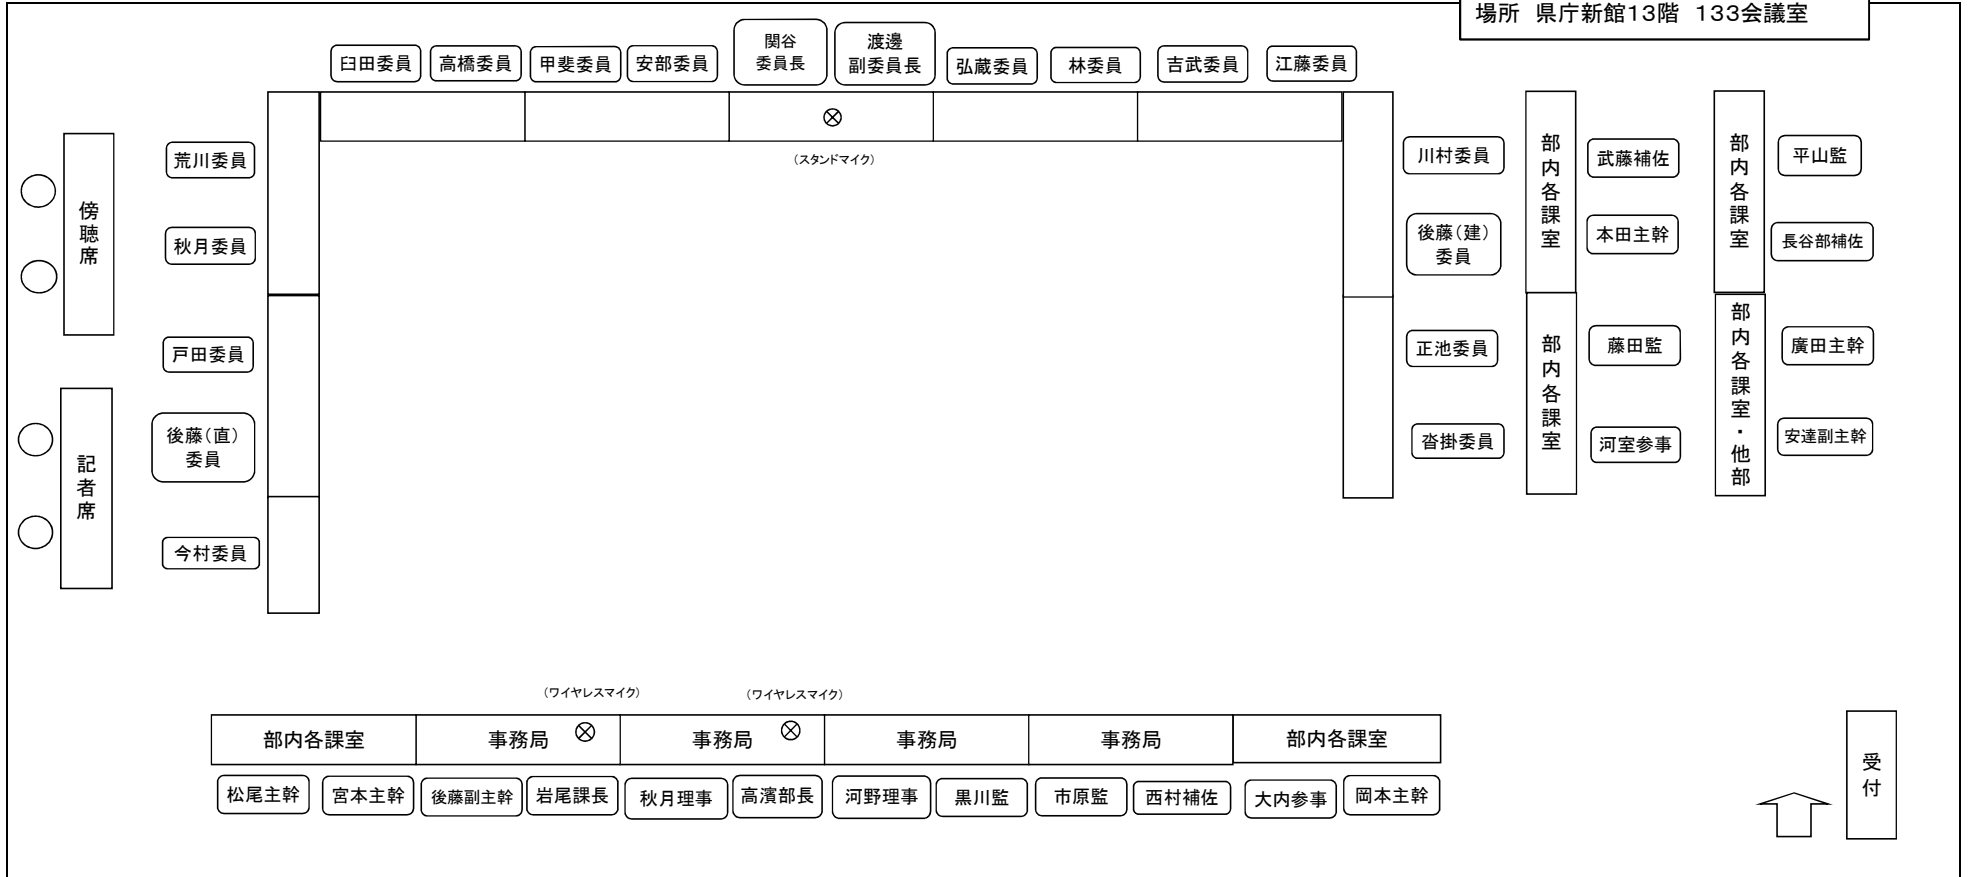 場所 県庁新館13階 133会議室
臼田委員
高橋委員
甲斐委員
安部委員
関谷
委員長
渡邊
副委員長
弘蔵委員
林委員
吉武委員
江藤委員
(スタンドマイク)
傍聴席
記者席
荒川委員
秋月委員
戸田委員
後藤(直)
委員
今村委員
川村委員
後藤(建)
委員
正池委員
沓掛委員
部内各課室
部内各課室
武藤補佐
本田主幹
藤田監
河室参事
部内各課室
部内各課室・他部
平山監
長谷部補佐
廣田主幹
安達副主幹
(ワイヤレスマイク)
(ワイヤレスマイク)
部内各課室
事務局
事務局
事務局
事務局
部内各課室
松尾主幹
宮本主幹
後藤副主幹
岩尾課長
秋月理事
高濱部長
河野理事
黒川監
市原監
西村補佐
大内参事
岡本主幹
受付